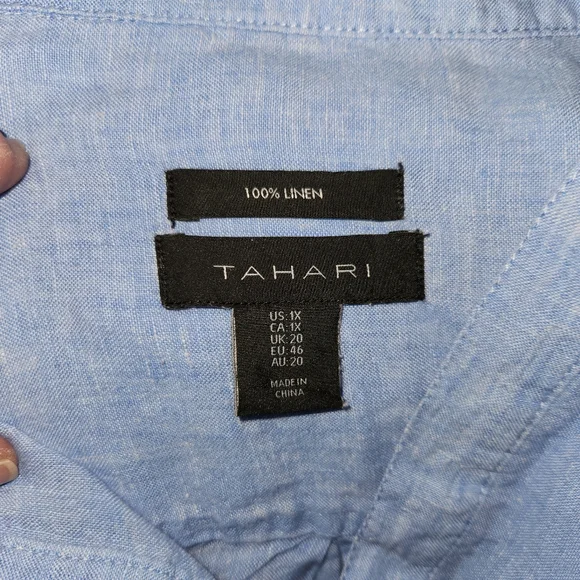 100% LINEN
TAHARI
US: 1X
CA: 1X
UK: 20
EU: 46
AU: 20
MADE IN
CHINA